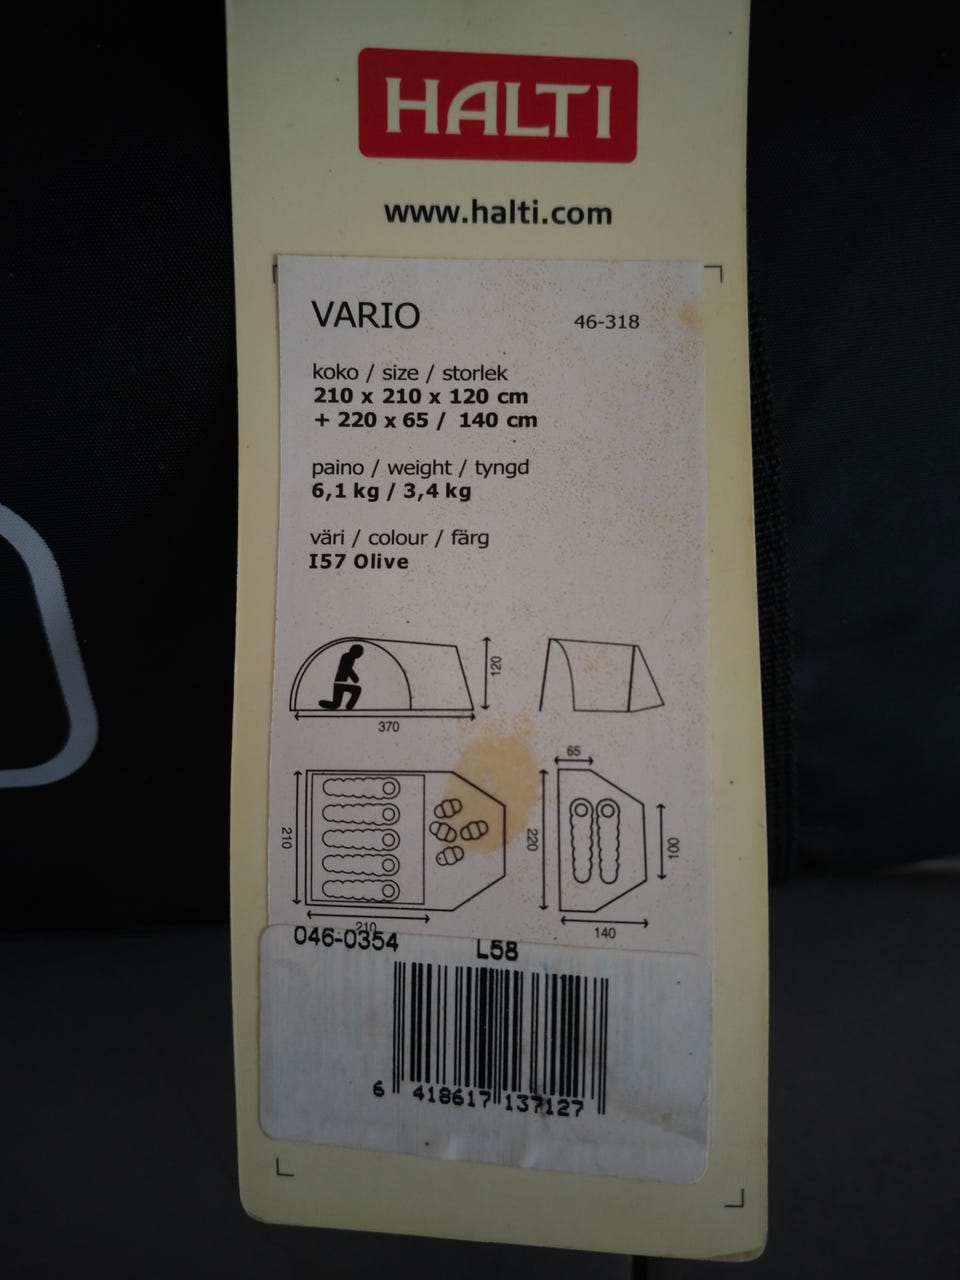 HALTI
www.halti.com
VARIO 46-318
koko / size / storlek
210 x 210 x 120 cm
+ 220 x 65 / 140 cm
paino / weight / tyngd
6,1 kg / 3,4 kg
väri / colour / färg
I57 Olive
120
370
65
210
220
100
210
140
046-0354 L58
6 418617 137127